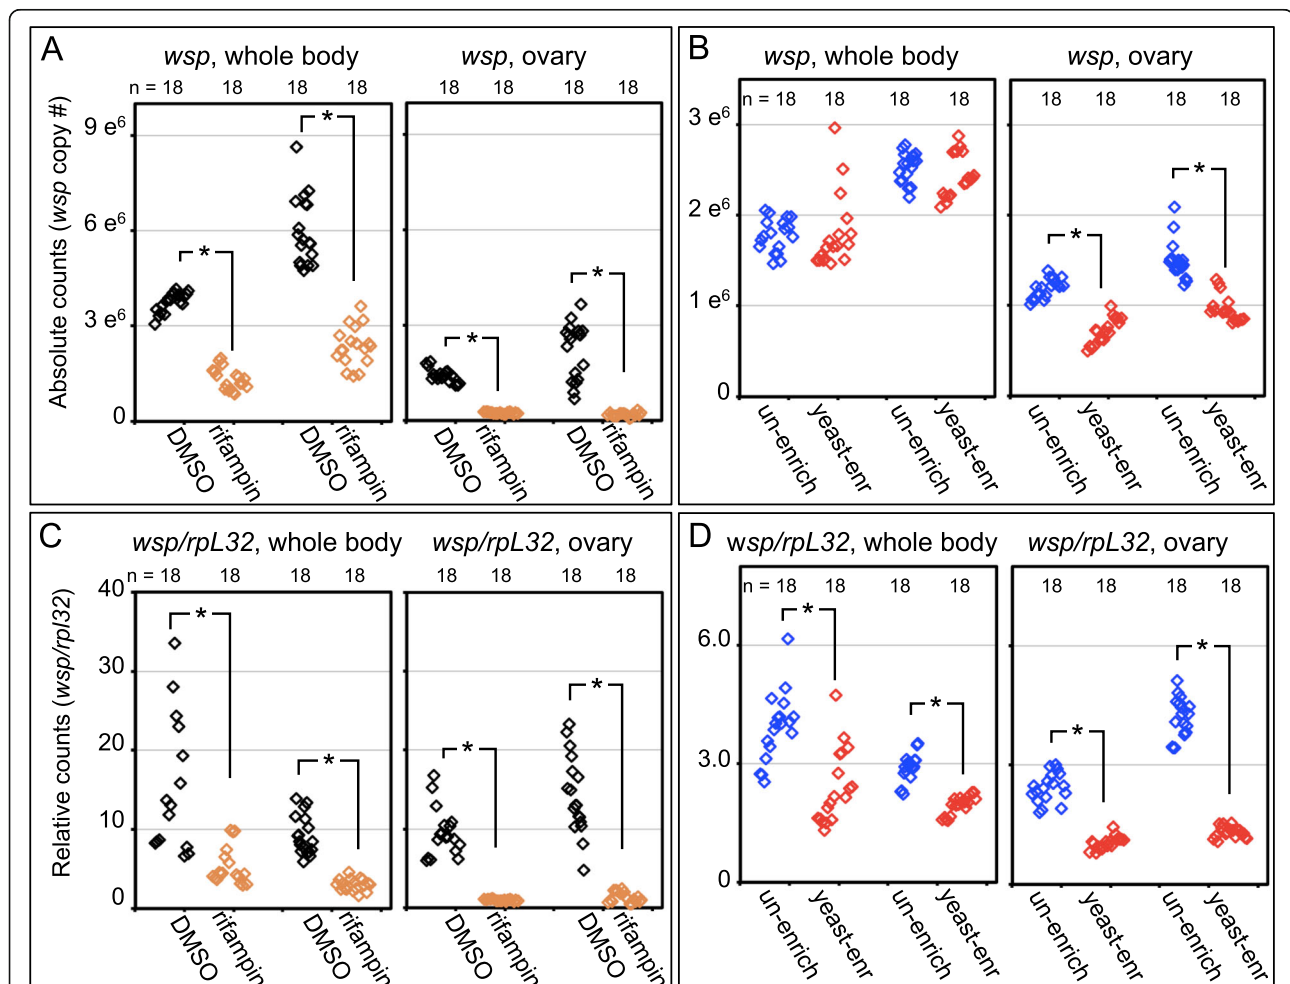 A
wsp, whole body
wsp, ovary
n = 18 18 18 18
18 18 18 18
Absolute counts (wsp copy #)
9 e6
6 e6
3 e6
0
*
*
*
*
DMSO
rifampin
DMSO
rifampin
DMSO
rifampin
DMSO
rifampin
B
wsp, whole body
wsp, ovary
n = 18 18 18 18
18 18 18 18
3 e6
2 e6
1 e6
0
*
*
un-enrich
yeast-enr
un-enrich
yeast-enr
un-enrich
yeast-enr
un-enrich
yeast-enr
C
wsp/rpL32, whole body
wsp/rpL32, ovary
n = 18 18 18 18
18 18 18 18
Relative counts (wsp/rpl32)
40
30
20
10
0
*
*
*
*
DMSO
rifampin
DMSO
rifampin
DMSO
rifampin
DMSO
rifampin
D
wsp/rpL32, whole body
wsp/rpL32, ovary
n = 18 18 18 18
18 18 18 18
6.0
3.0
0
*
*
*
*
un-enrich
yeast-enr
un-enrich
yeast-enr
un-enrich
yeast-enr
un-enrich
yeast-enr